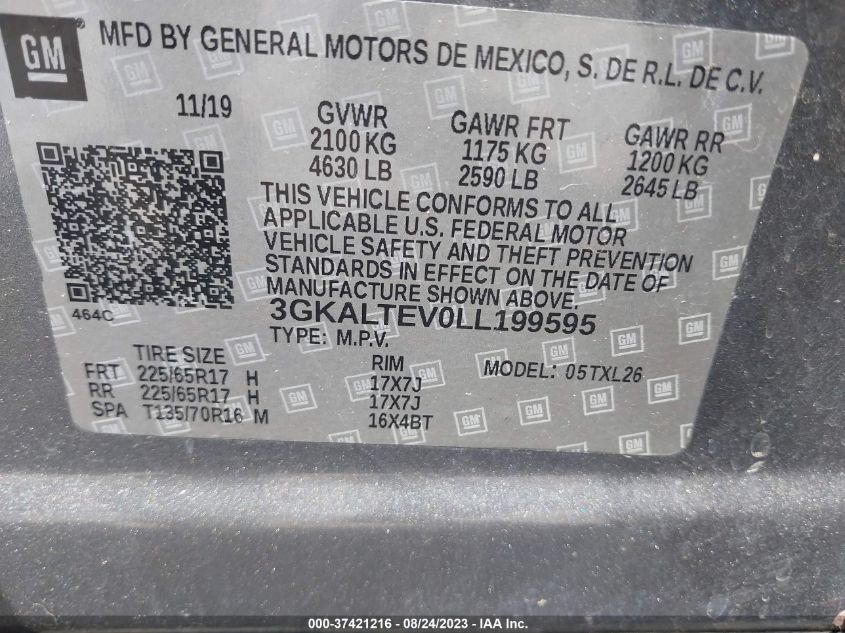 GM MFD BY GENERAL MOTORS DE MEXICO, S. DE R.L. DE C.V.
11/19
GVWR
2100 KG
4630 LB
GAWR FRT
1175 KG
2590 LB
GAWR RR
1200 KG
2645 LB
THIS VEHICLE CONFORMS TO ALL
APPLICABLE U.S. FEDERAL MOTOR
VEHICLE SAFETY AND THEFT PREVENTION
STANDARDS IN EFFECT ON THE DATE OF
MANUFACTURE SHOWN ABOVE.
464C
3GKALTEV0LL199595
TYPE: M.P.V.
MODEL: 05TXL26
TIRE SIZE RIM
FRT 225/65R17 H 17X7J
RR 225/65R17 H 17X7J
SPA T135/70R16 M 16X4BT
000-37421216 - 08/24/2023 - IAA Inc.